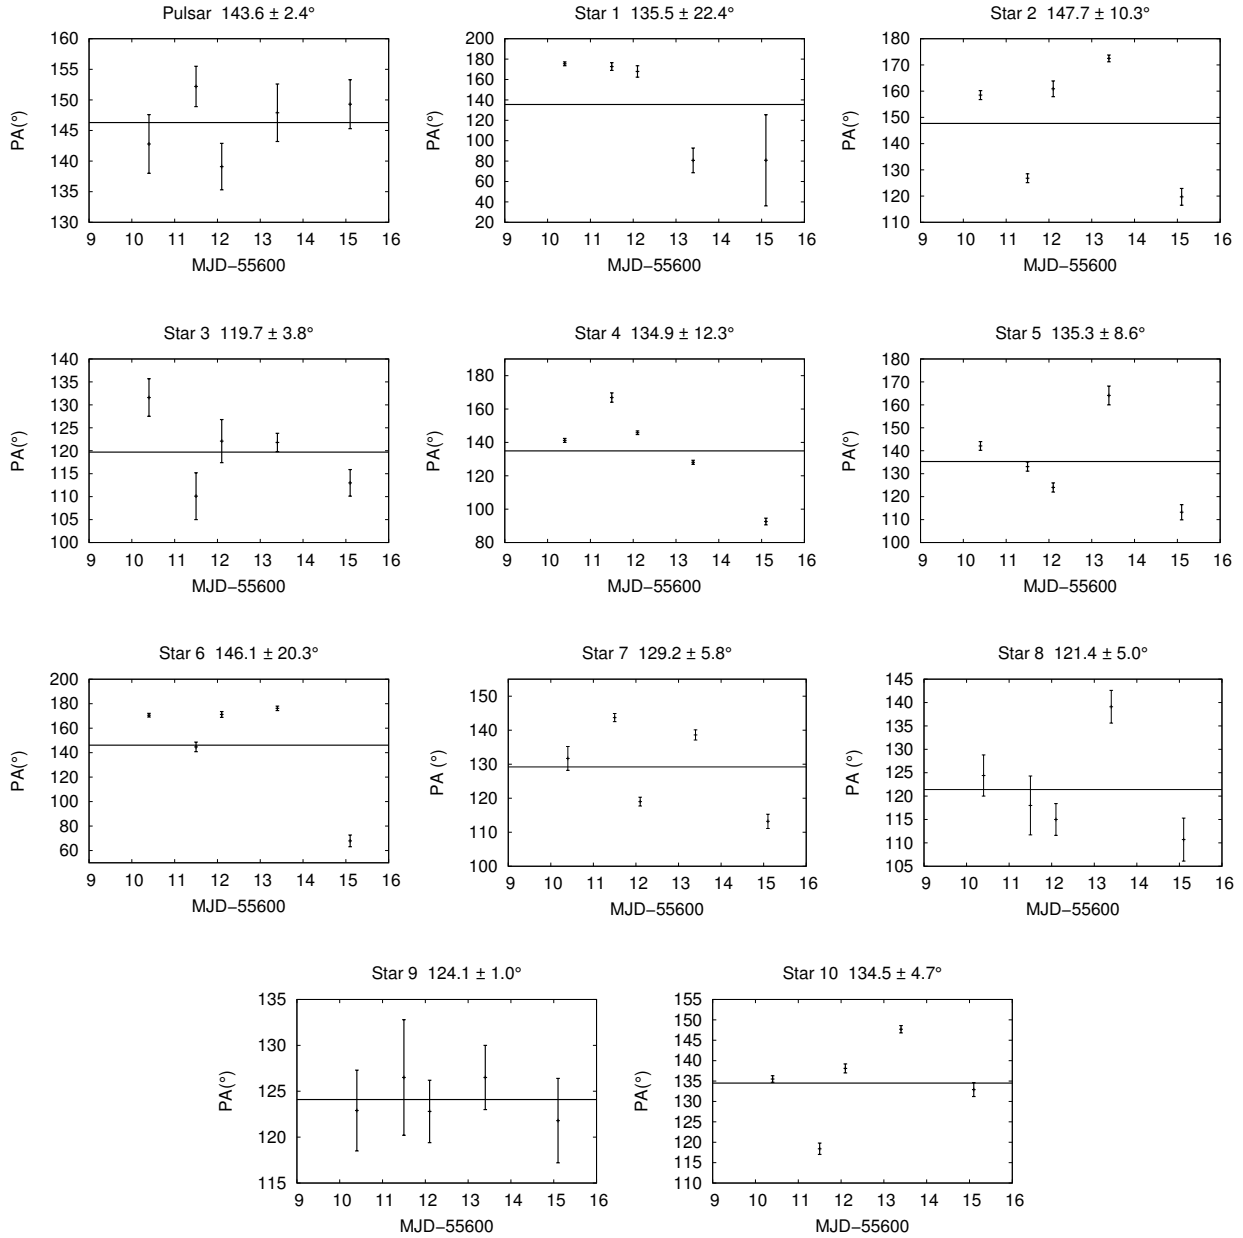 Pulsar 143.6 ± 2.4°
PA(°)
160
155
150
145
140
135
130
9 10 11 12 13 14 15 16
MJD−55600
Star 1 135.5 ± 22.4°
PA(°)
200
180
160
140
120
100
80
60
40
20
9 10 11 12 13 14 15 16
MJD−55600
Star 2 147.7 ± 10.3°
PA(°)
180
170
160
150
140
130
120
110
9 10 11 12 13 14 15 16
MJD−55600
Star 3 119.7 ± 3.8°
PA(°)
140
135
130
125
120
115
110
105
100
9 10 11 12 13 14 15 16
MJD−55600
Star 4 134.9 ± 12.3°
PA(°)
180
160
140
120
100
80
9 10 11 12 13 14 15 16
MJD−55600
Star 5 135.3 ± 8.6°
PA(°)
180
170
160
150
140
130
120
110
100
9 10 11 12 13 14 15 16
MJD−55600
Star 6 146.1 ± 20.3°
PA(°)
200
180
160
140
120
100
80
60
9 10 11 12 13 14 15 16
MJD−55600
Star 7 129.2 ± 5.8°
PA (°)
150
140
130
120
110
100
9 10 11 12 13 14 15 16
MJD−55600
Star 8 121.4 ± 5.0°
PA (°)
145
140
135
130
125
120
115
110
105
9 10 11 12 13 14 15 16
MJD−55600
Star 9 124.1 ± 1.0°
PA(°)
135
130
125
120
115
9 10 11 12 13 14 15 16
MJD−55600
Star 10 134.5 ± 4.7°
PA(°)
155
150
145
140
135
130
125
120
115
110
9 10 11 12 13 14 15 16
MJD−55600